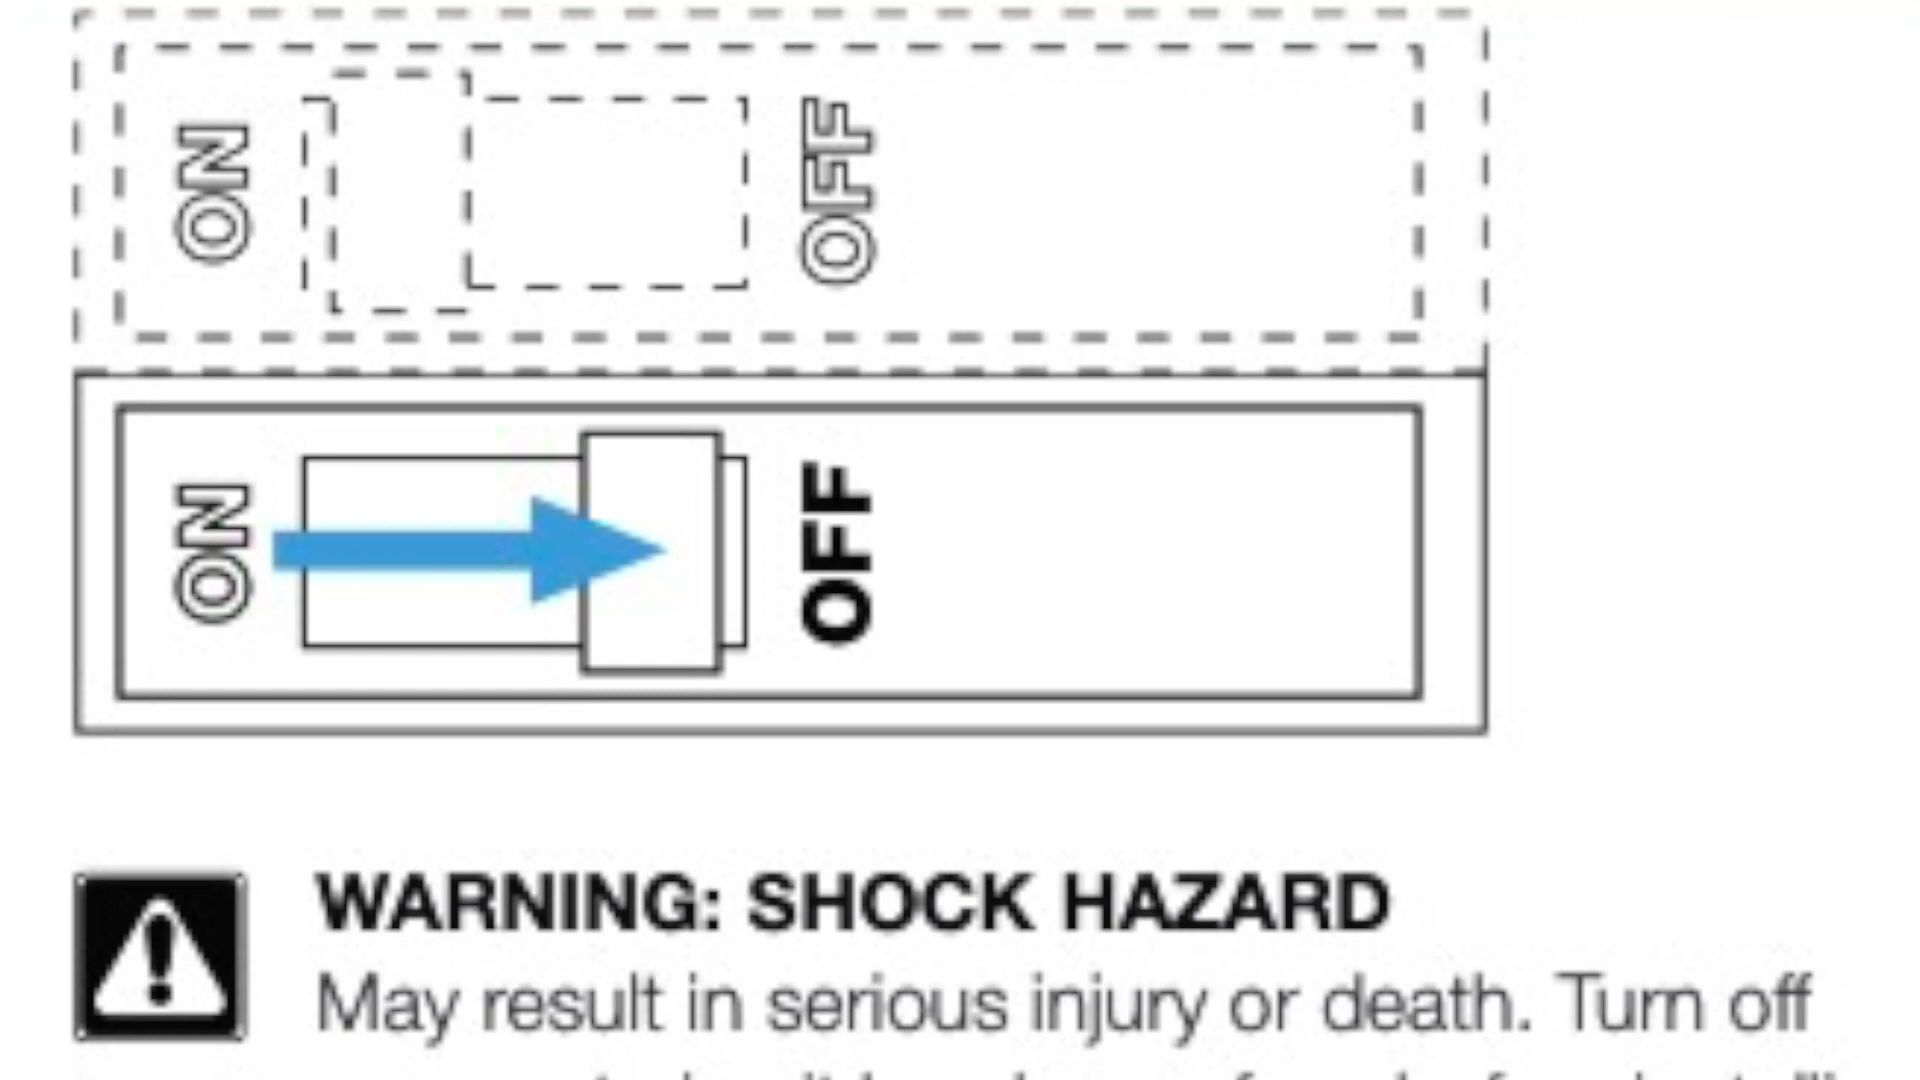 ON OFF
ON OFF
WARNING: SHOCK HAZARD
May result in serious injury or death. Turn off